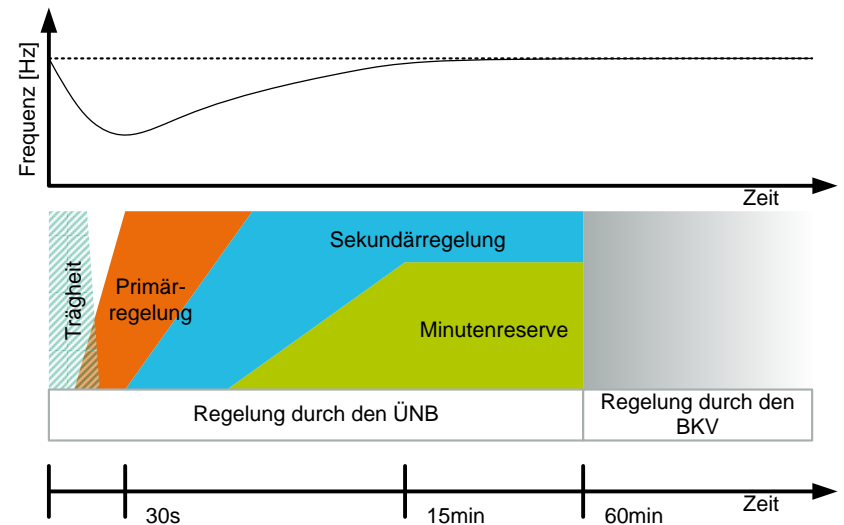 Frequenz [Hz]
Zeit
Trägheit
Primär-
regelung
Sekundärregelung
Minutenreserve
Regelung durch den ÜNB
Regelung durch den
BKV
30s
15min
60min
Zeit